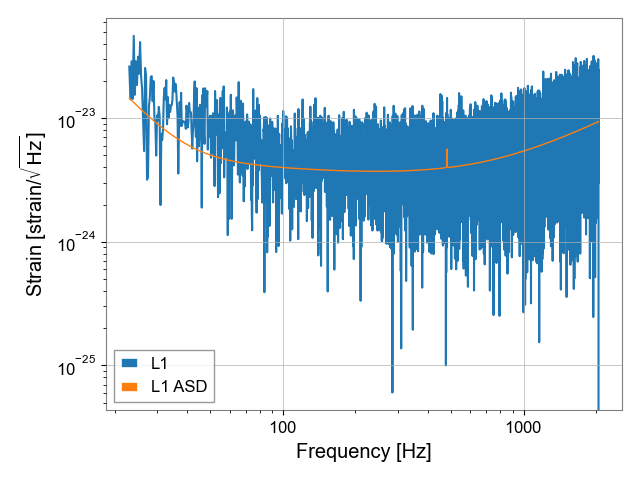 Strain [strain/√Hz]
10⁻²³
10⁻²⁴
10⁻²⁵
L1
L1 ASD
100
1000
Frequency [Hz]